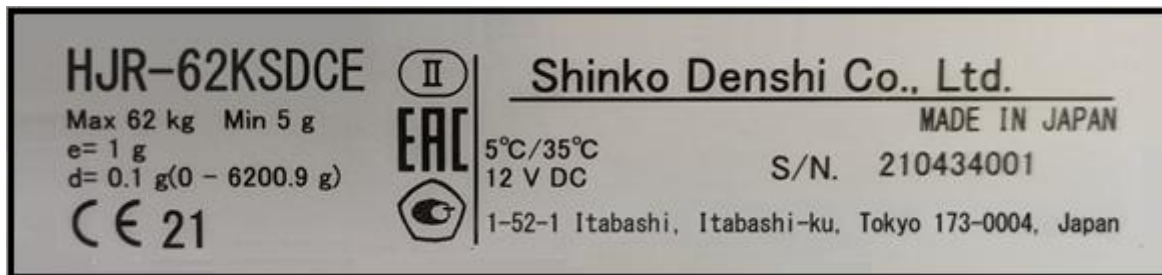 HJR-62KSDCE
Max 62 kg Min 5 g
e= 1 g
d= 0.1 g(0 - 6200.9 g)
CE 21
II
EAC
Shinko Denshi Co., Ltd.
MADE IN JAPAN
5°C/35°C
12 V DC
S/N. 210434001
1-52-1 Itabashi, Itabashi-ku, Tokyo 173-0004, Japan